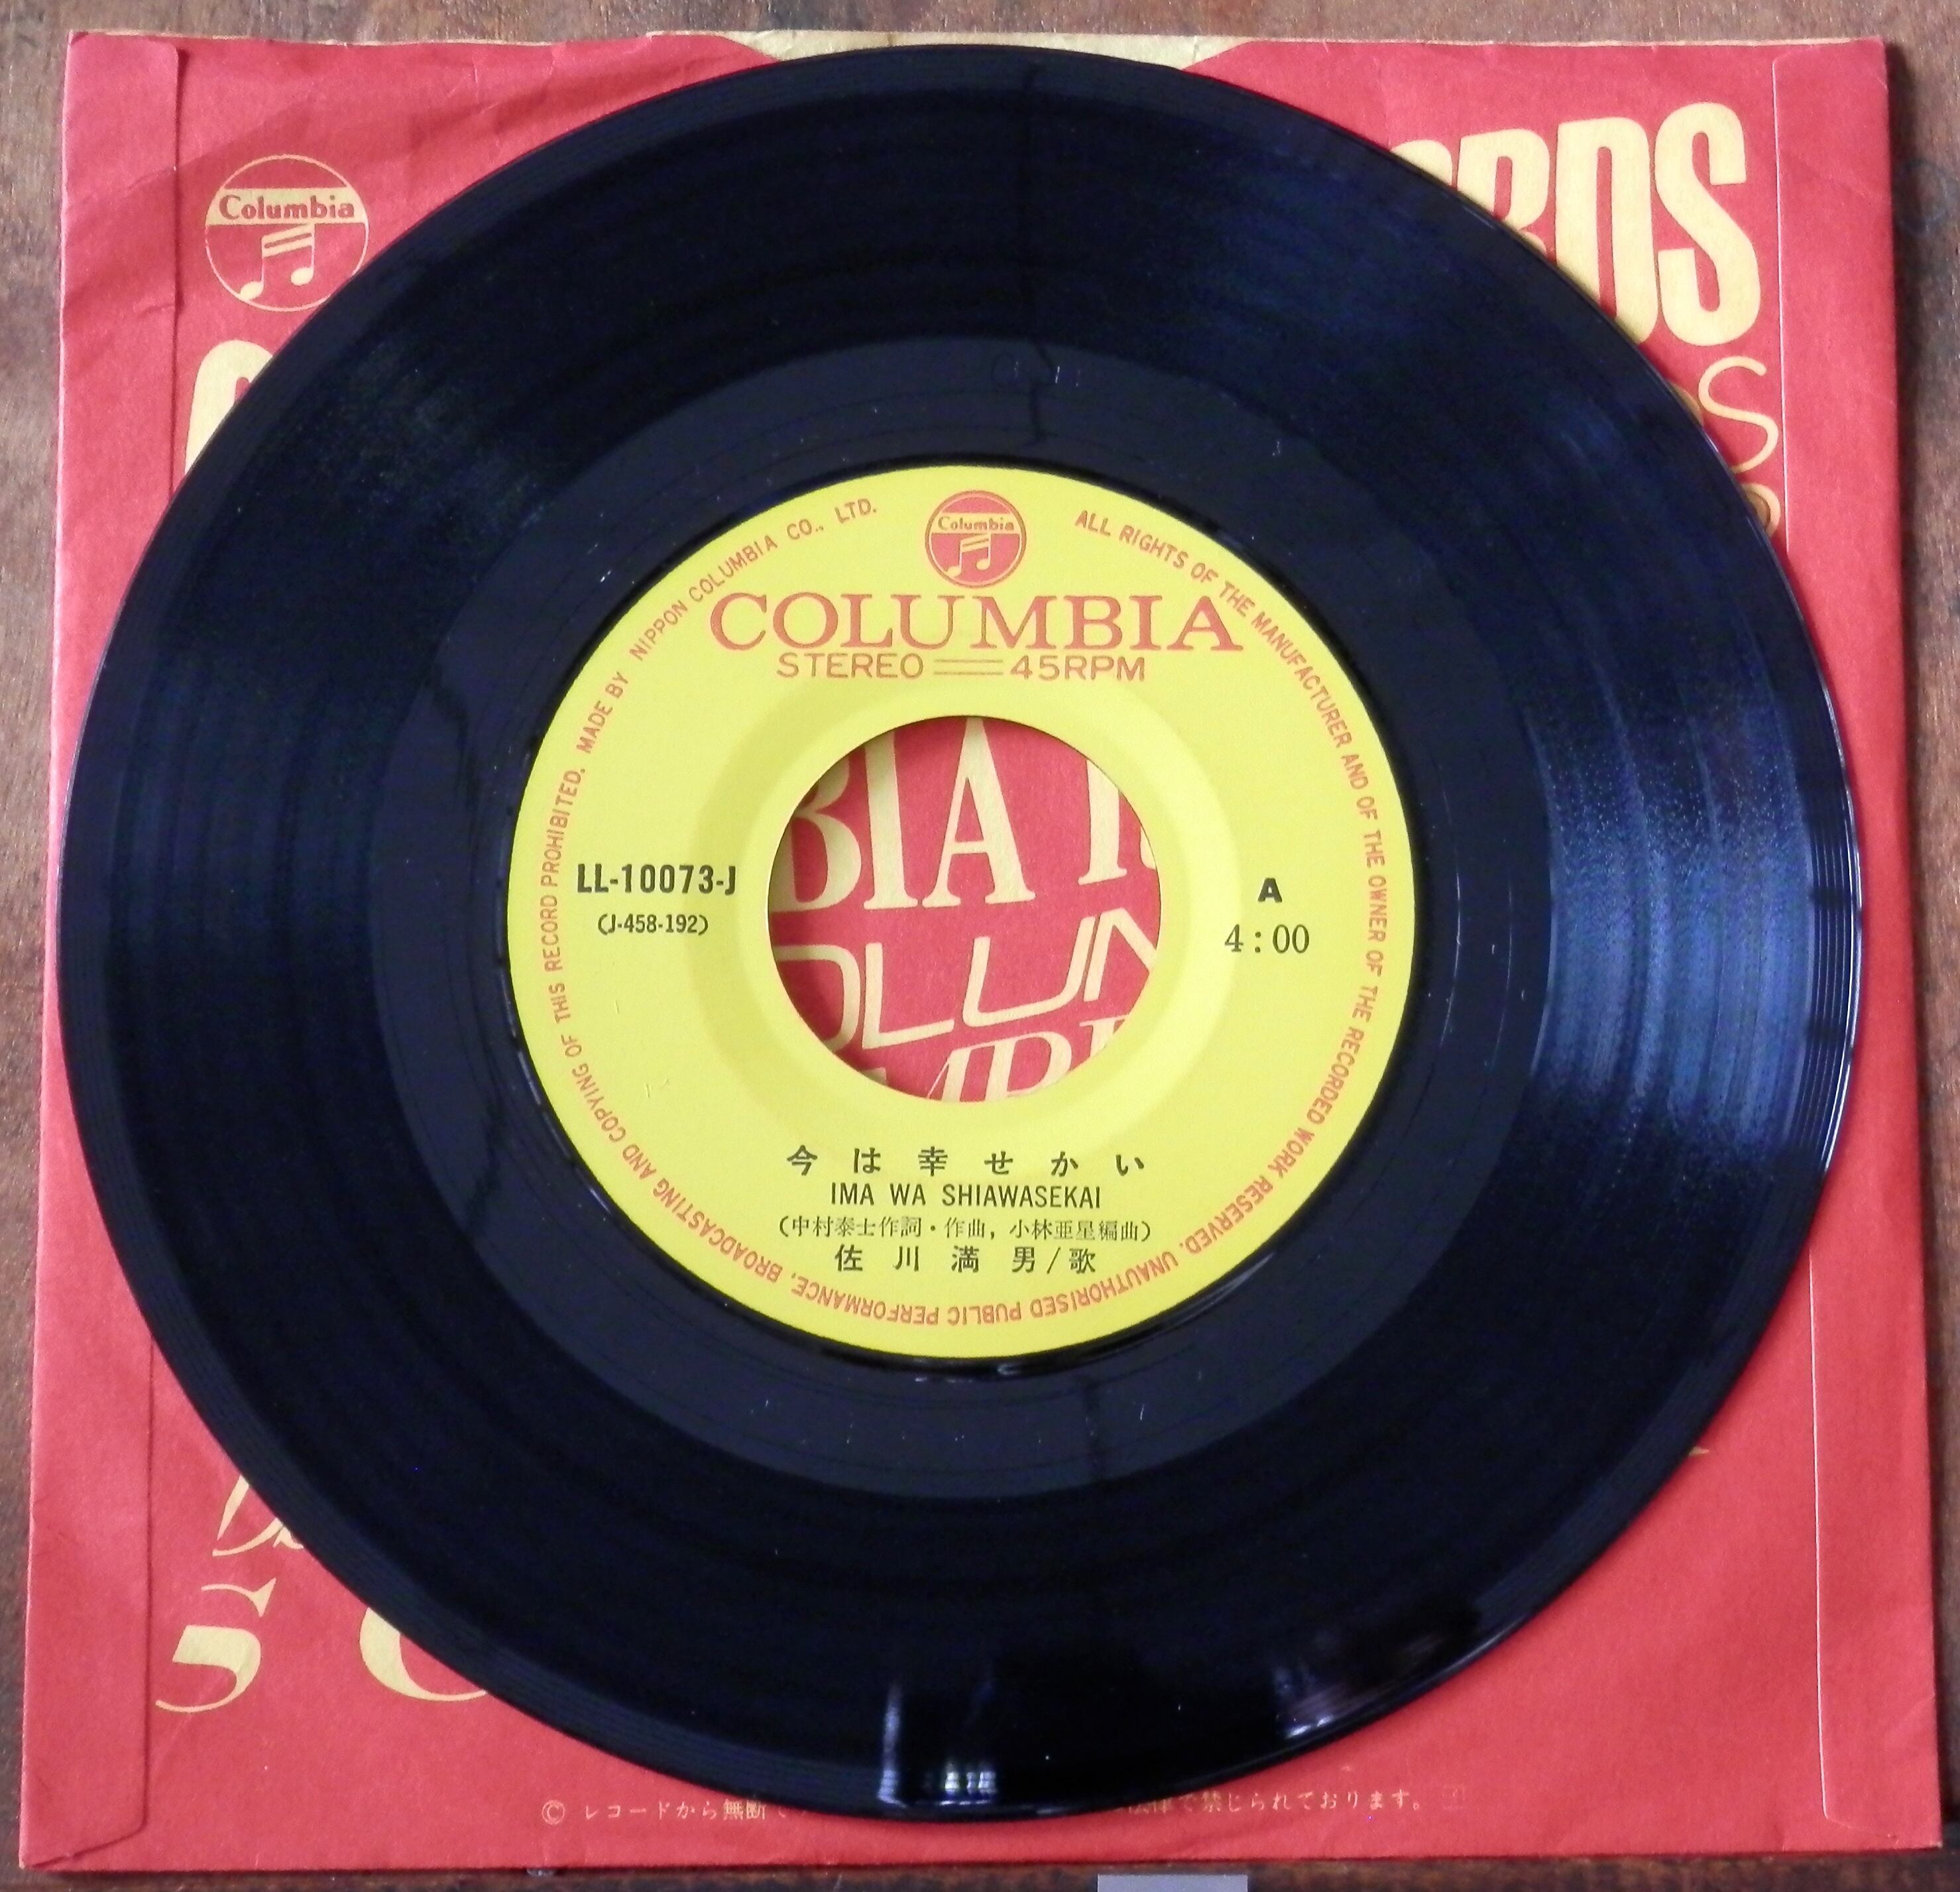 Columbia
RDS
S
Columbia
COLUMBIA
STEREO 45RPM
MADE BY NIPPON COLUMBIA CO., LTD.
ALL RIGHTS OF THE MANUFACTURER AND OF THE OWNER OF THE RECORDED WORK RESERVED. UNAUTHORISED PUBLIC PERFORMANCE, BROADCASTING AND COPYING OF THIS RECORD PROHIBITED.
BIA
OLUM
LL-10073-J
(J-458-192)
A
4:00
今は幸せかい
IMA WA SHIAWASEKAI
(中村泰士作詞・作曲, 小林亜星編曲)
佐川満男/歌
© レコードから無断で
法律で禁じられております。